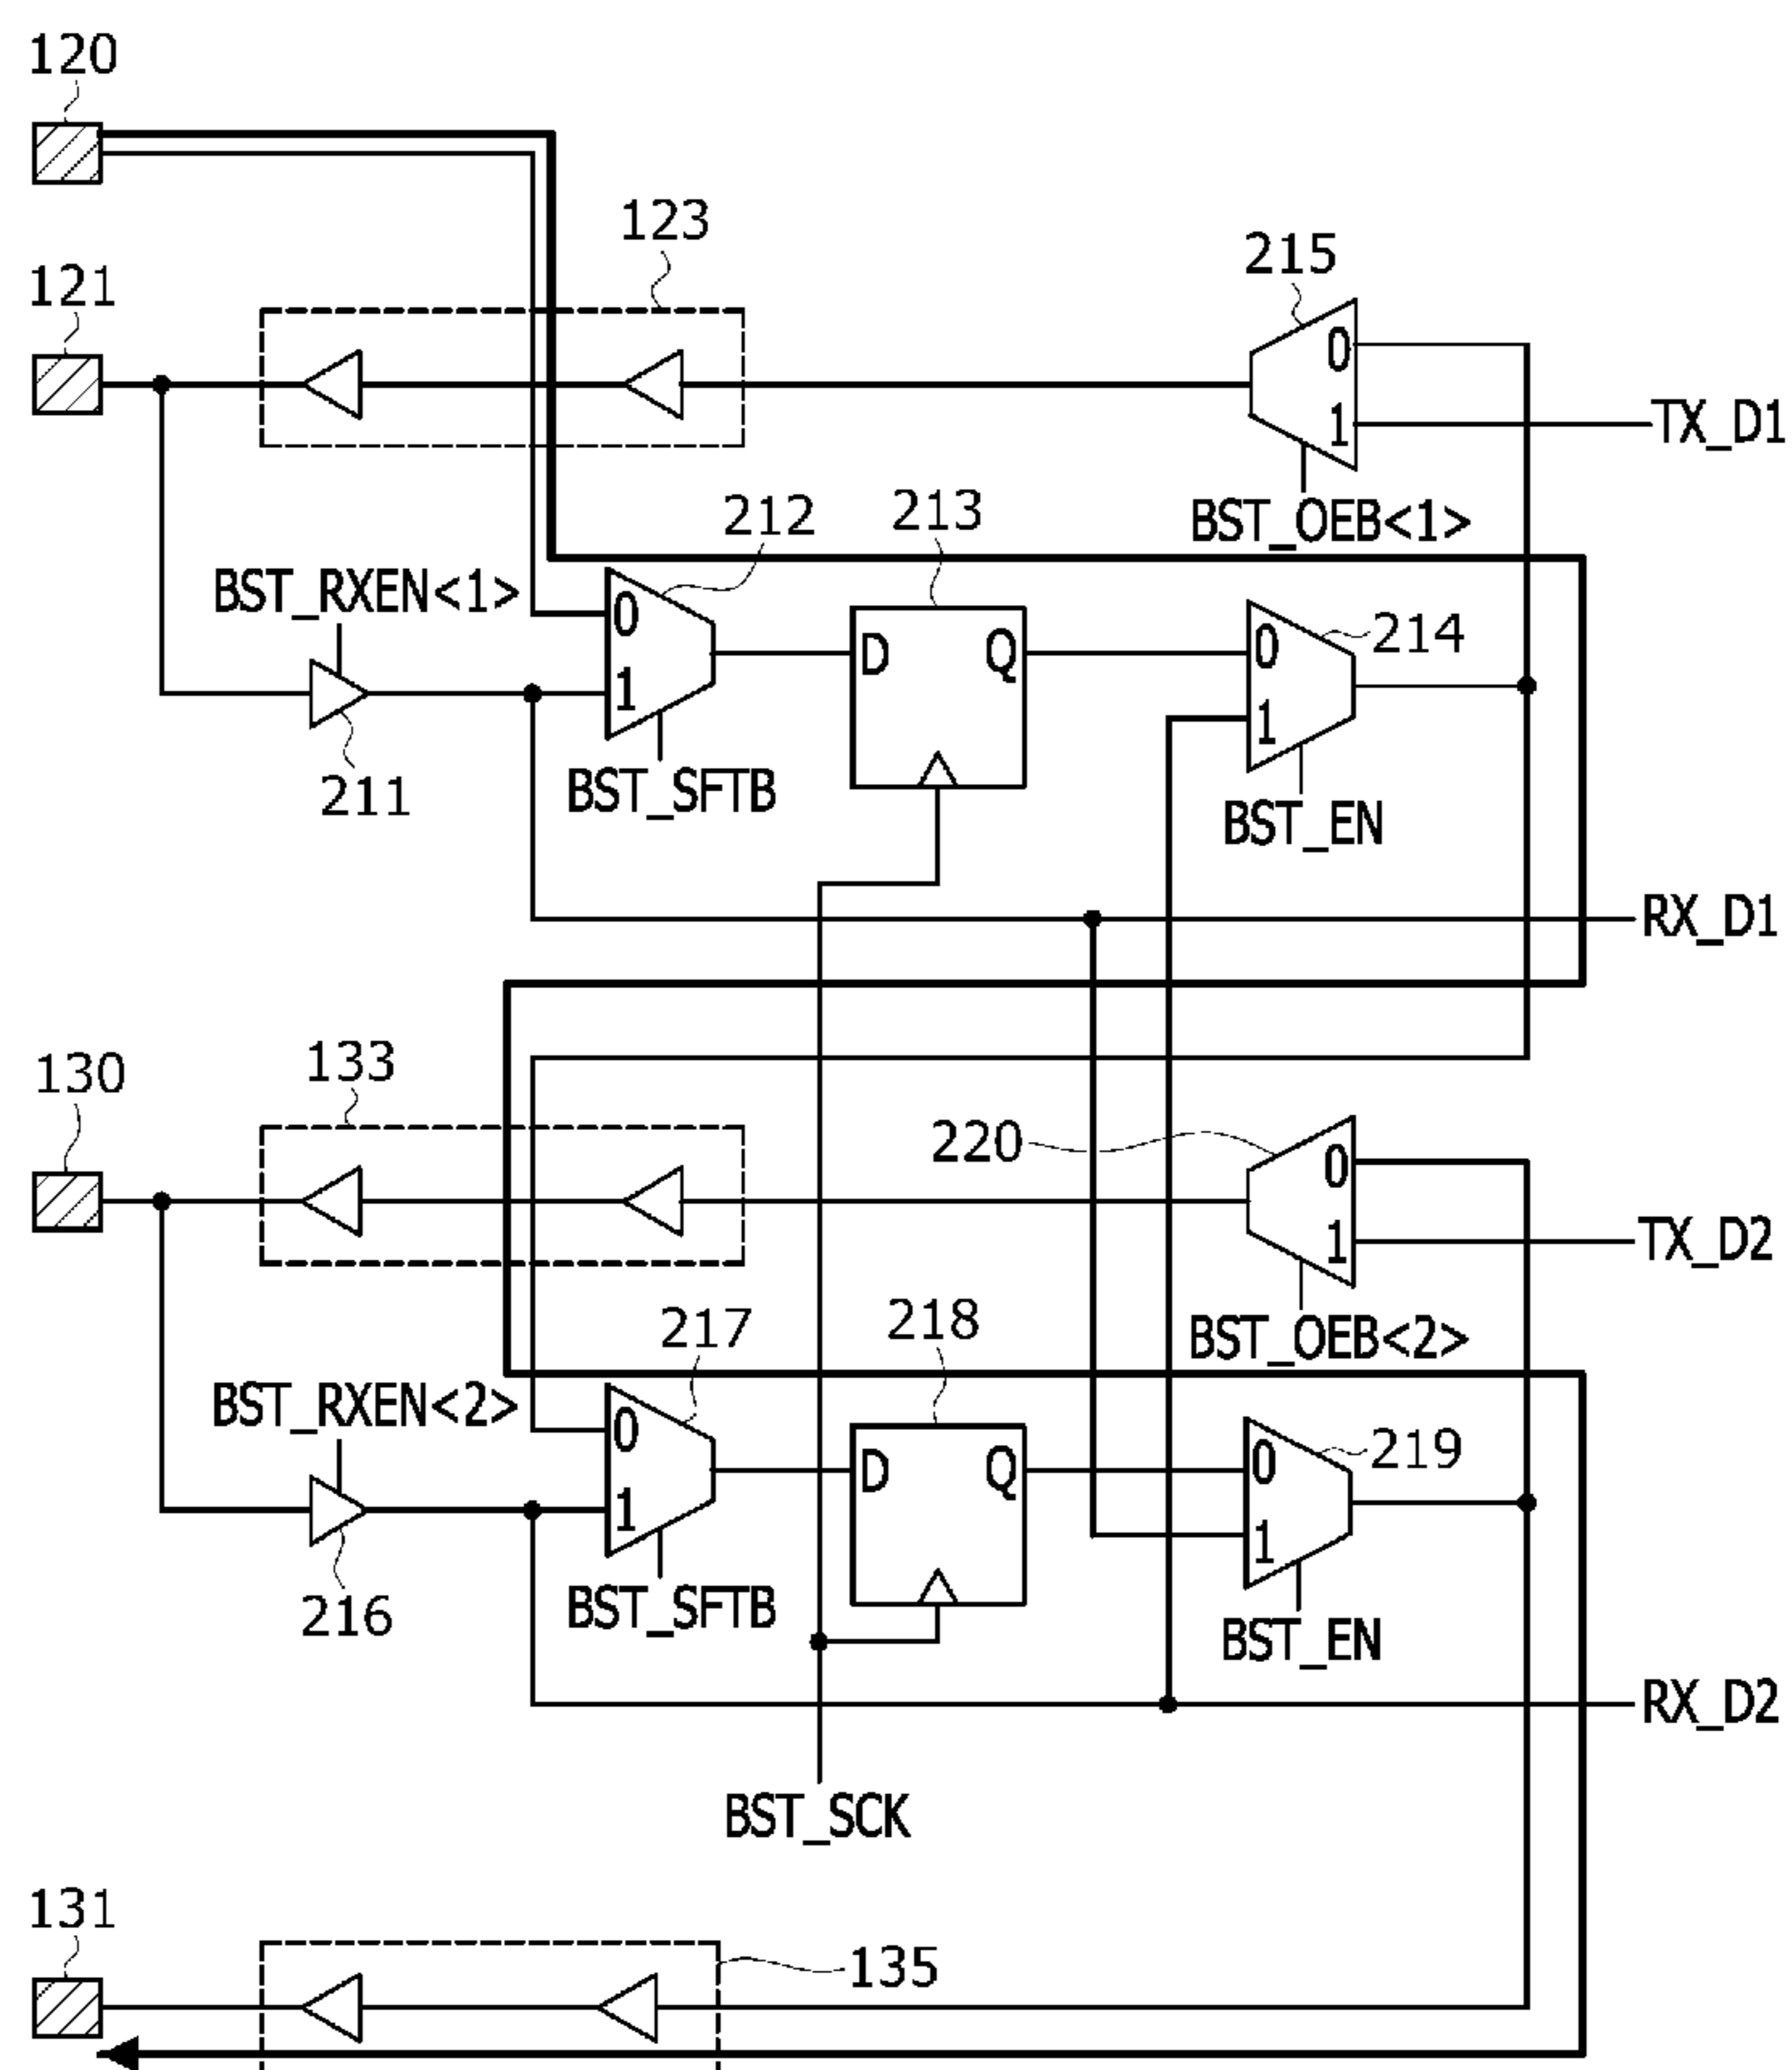 120
123
215
121
0
1
TX_D1
BST_OEB<1>
212
213
BST_RXEN<1>
0
1
D
Q
0
1
214
211
BST_SFTB
BST_EN
RX_D1
130
133
220
0
1
TX_D2
BST_OEB<2>
217
218
BST_RXEN<2>
0
1
D
Q
0
1
219
216
BST_SFTB
BST_EN
RX_D2
BST_SCK
131
135